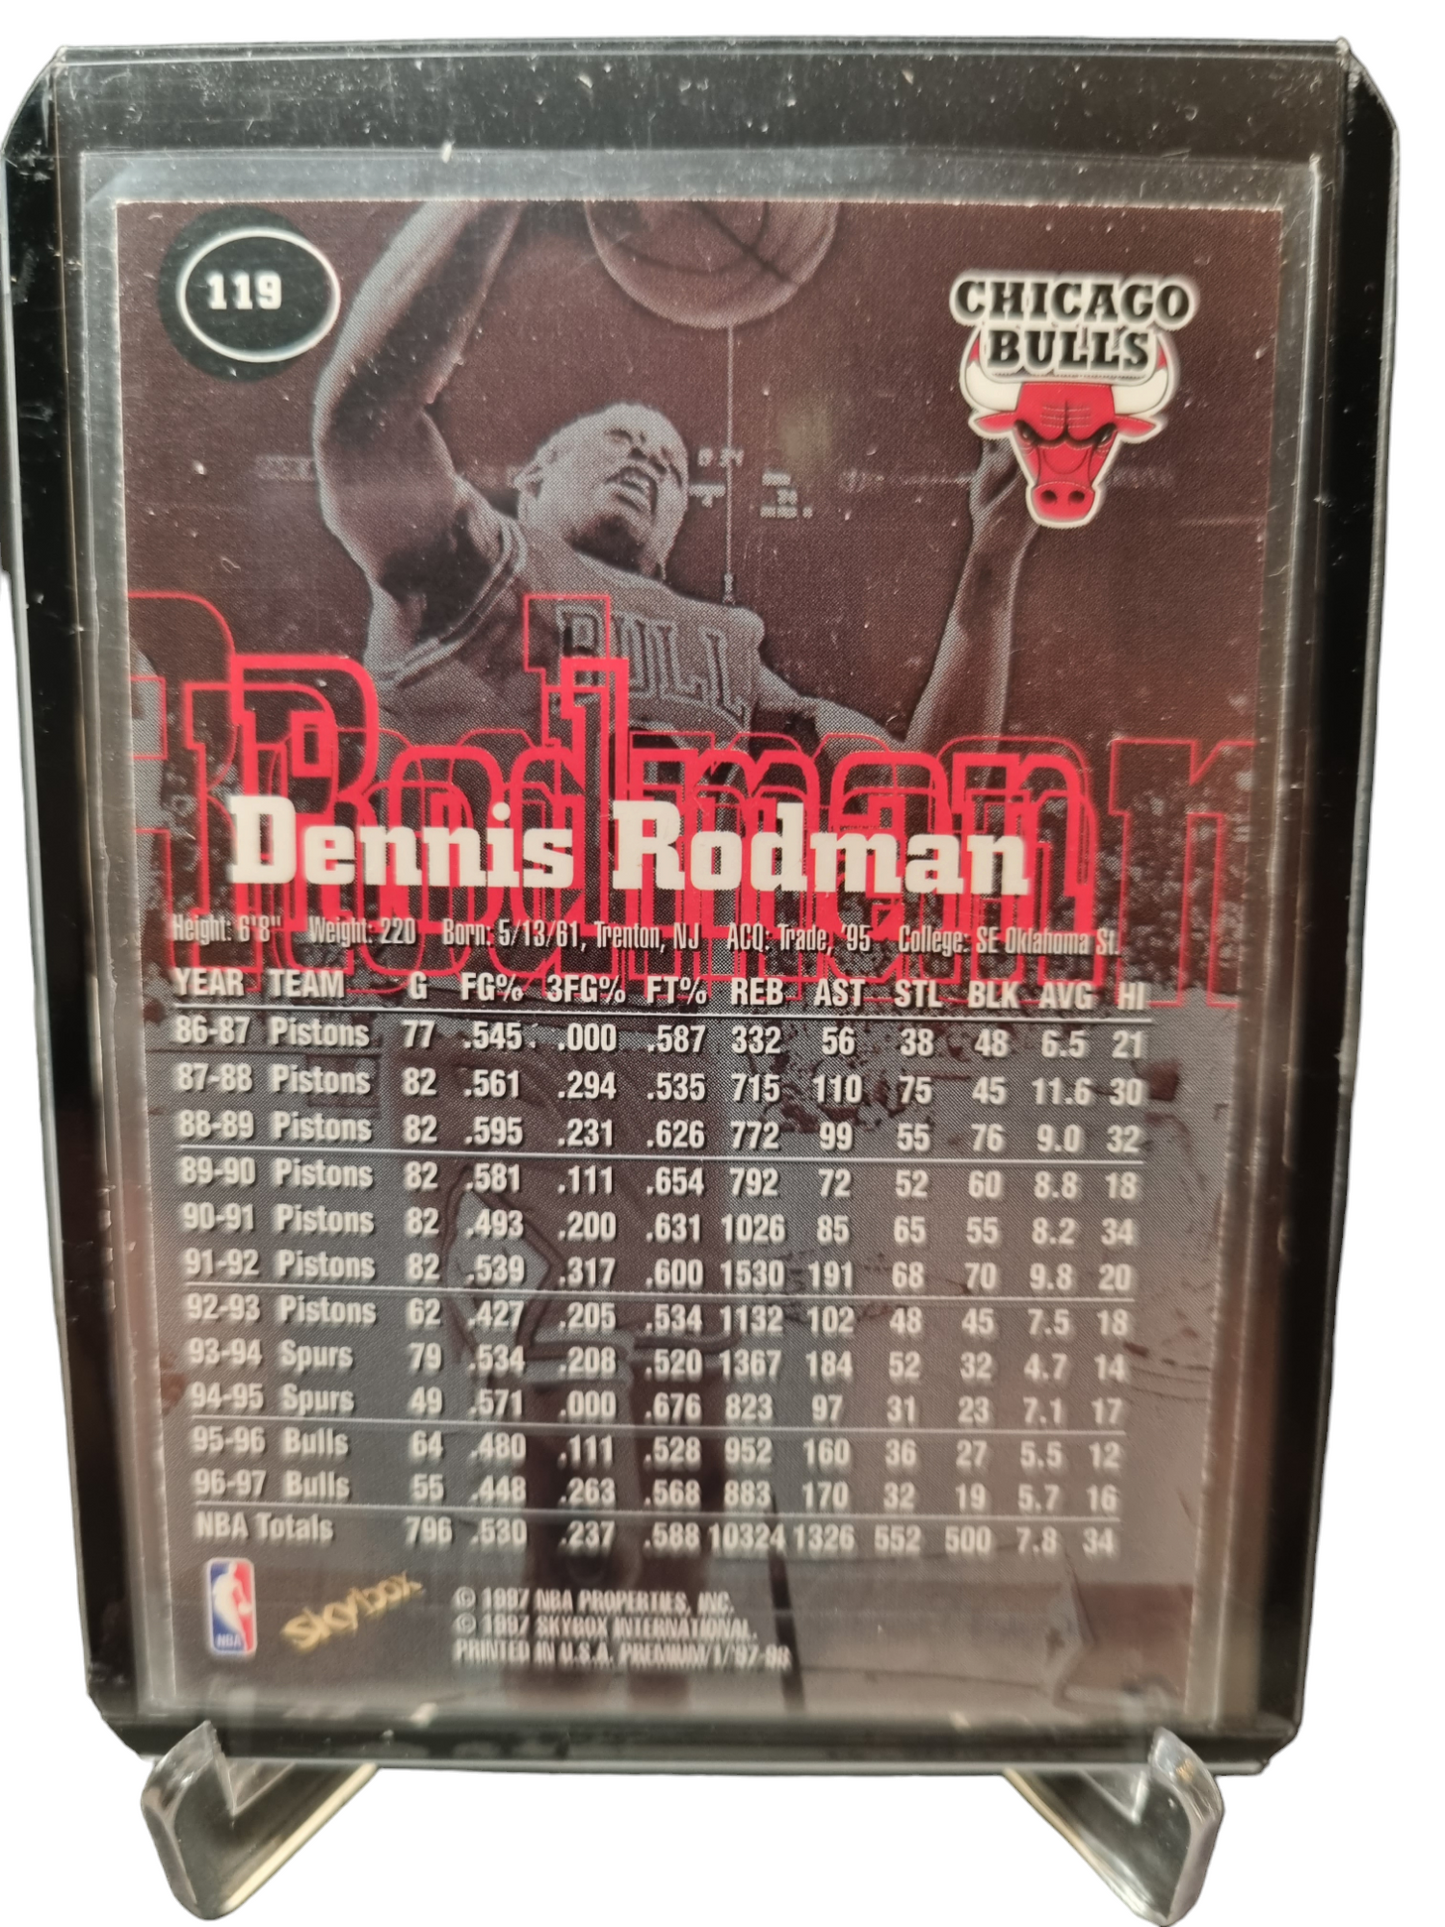 119
CHICAGO
BULLS
BULL
Rodman
Dennis Rodman
Height: 6'8" Weight: 220 Born: 5/13/61, Trenton, NJ ACQ: Trade, '95 College: SE Oklahoma St.
YEAR TEAM G FG% 3FG% FT% REB AST STL BLK AVG HI
86-87 Pistons 77 .545 .000 .587 332 56 38 48 6.5 21
87-88 Pistons 82 .561 .294 .535 715 110 75 45 11.6 30
88-89 Pistons 82 .595 .231 .626 772 99 55 76 9.0 32
89-90 Pistons 82 .581 .111 .654 792 72 52 60 8.8 18
90-91 Pistons 82 .493 .200 .631 1026 85 65 55 8.2 34
91-92 Pistons 82 .539 .317 .600 1530 191 68 70 9.8 20
92-93 Pistons 62 .427 .205 .534 1132 102 48 45 7.5 18
93-94 Spurs 79 .534 .208 .520 1367 184 52 32 4.7 14
94-95 Spurs 49 .571 .000 .676 823 97 31 23 7.1 17
95-96 Bulls 64 .480 .111 .528 952 160 36 27 5.5 12
96-97 Bulls 55 .448 .263 .568 883 170 32 19 5.7 16
NBA Totals 796 .530 .237 .588 10324 1326 552 500 7.8 34
NBA
skybox
© 1997 NBA PROPERTIES, INC.
© 1997 SKYBOX INTERNATIONAL.
PRINTED IN U.S.A. PREMIUM/1/'97-98